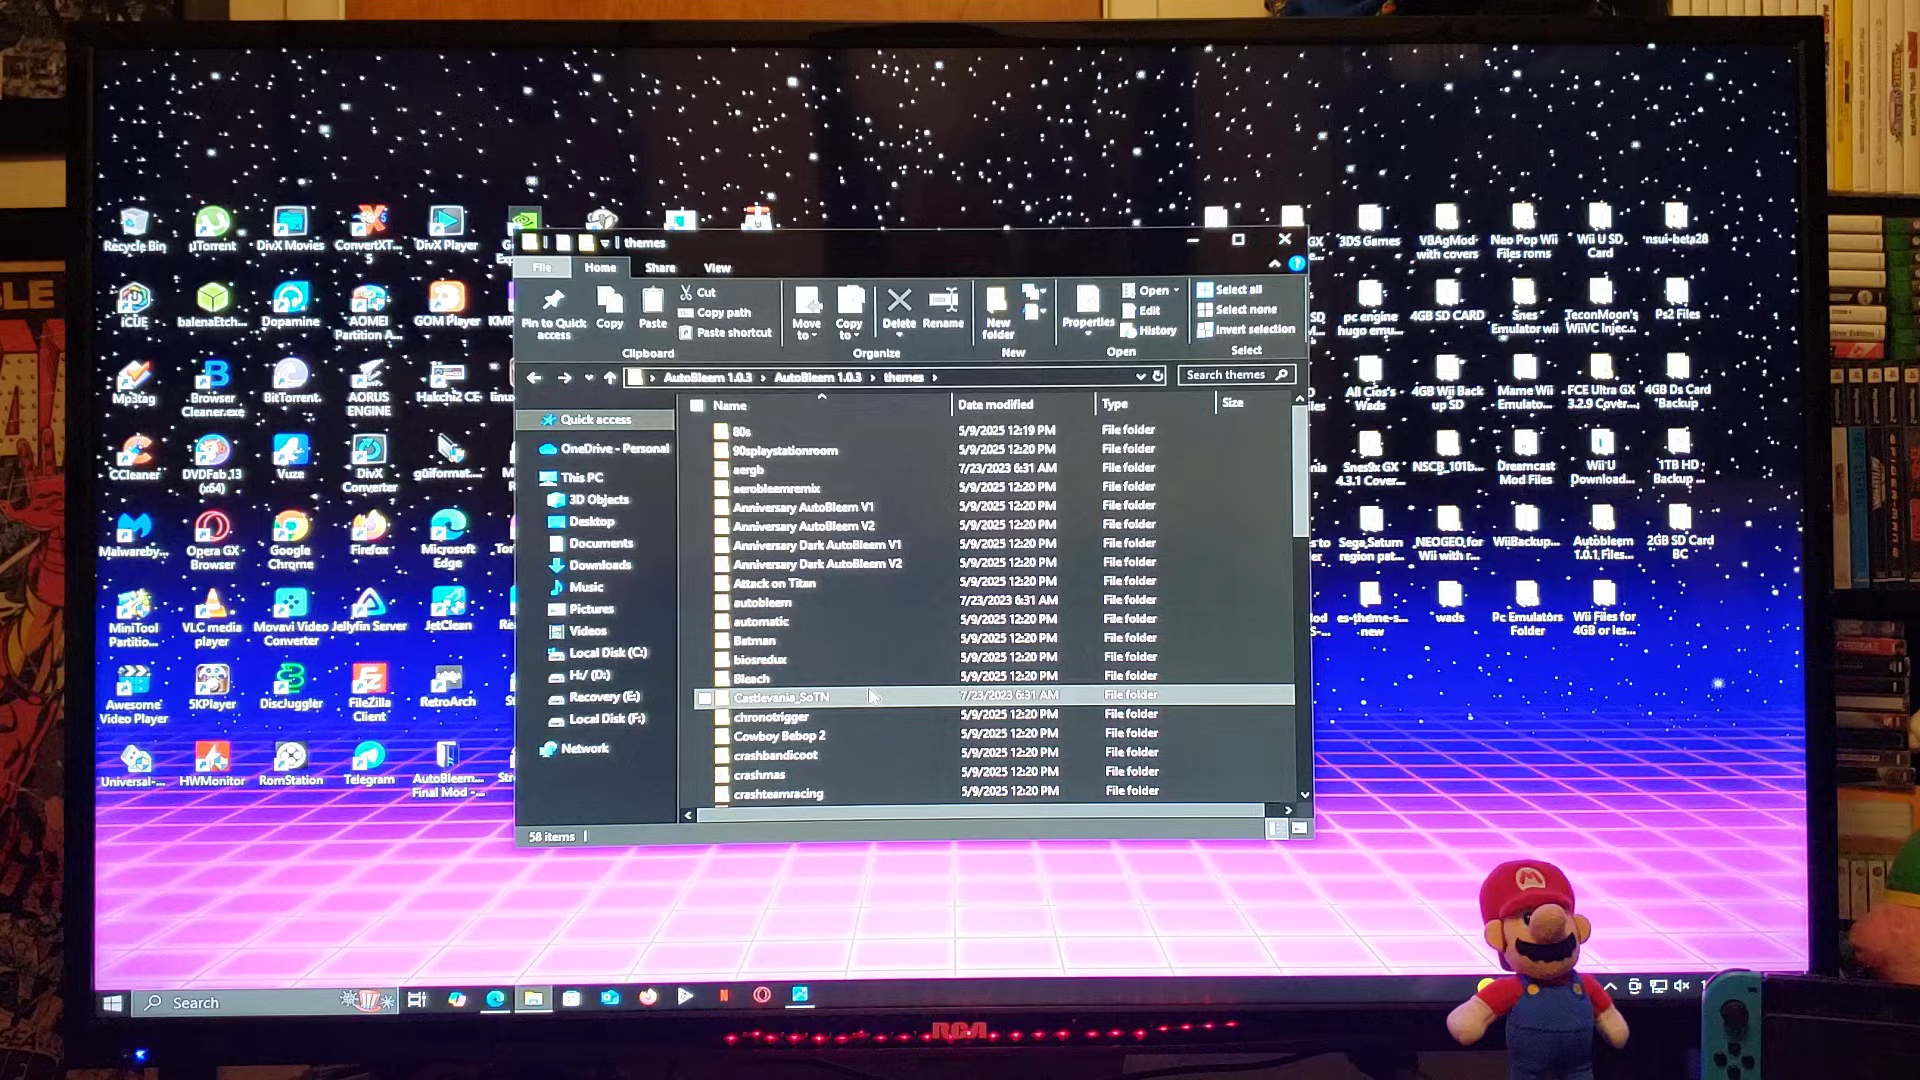 Recycle Bin
µTorrent
DivX Movies
ConvertXT...
5
DivX Player
3DS Games
VBAgMod
with covers
Neo Pop Wii
Files roms
Wii U SD
Card
nsui-beta28
iCUE
balenaEtch...
Dopamine
AOMEI
Partition A...
GOM Player
pc engine
hugo emu...
4GB SD CARD
Snes
Emulator wii
TeconMoon's
WiiVC Injec...
Ps2 Files
Mp3tag
Browser
Cleaner.exe
BitTorrent
AORUS
ENGINE
Hakchi2 CE
All Cios's
Wads
4GB Wii Back
up SD
Mame Wii
Emulato...
FCE Ultra GX
3.2.9 Cover...
4GB Ds Card
Backup
CCleaner
DVDFab 13
(x64)
Vuze
DivX
Converter
guiformat...
Snes9x GX
4.3.1 Cover...
NSCB_101b...
Dreamcast
Mod Files
Wii U
Download...
1TB HD
Backup ...
Malwareby...
Opera GX
Browser
Google
Chrome
Firefox
Microsoft
Edge
Sega Saturn
region pat...
NEOGEO for
Wii with r...
WiiBackup...
Autobleem
1.0.1 Files...
2GB SD Card
BC
MiniTool
Partitio...
VLC media
player
Movavi Video
Converter
Jellyfin Server
JetClean
es-theme-s...
new
wads
Pc Emulators
Folder
Wii Files for
4GB or les...
Awesome
Video Player
5KPlayer
DiscJuggler
FileZilla
Client
RetroArch
Universal-...
HWMonitor
RomStation
Telegram
AutoBleem...
Final Mod -...
themes
File
Home
Share
View
Pin to Quick
access
Copy
Paste
Cut
Copy path
Paste shortcut
Clipboard
Move
to
Copy
to
Delete
Rename
Organize
New
folder
New
Properties
Open
Edit
History
Open
Select all
Select none
Invert selection
Select
AutoBleem 1.0.3
AutoBleem 1.0.3
themes
Search themes
Quick access
OneDrive - Personal
This PC
3D Objects
Desktop
Documents
Downloads
Music
Pictures
Videos
Local Disk (C:)
H:/ (D:)
Recovery (E:)
Local Disk (F:)
Network
Name Date modified Type Size
80s 5/9/2025 12:19 PM File folder
90splaystationroom 5/9/2025 12:20 PM File folder
aergb 7/23/2023 6:31 AM File folder
aerobleemremix 5/9/2025 12:20 PM File folder
Anniversary AutoBleem V1 5/9/2025 12:20 PM File folder
Anniversary AutoBleem V2 5/9/2025 12:20 PM File folder
Anniversary Dark AutoBleem V1 5/9/2025 12:20 PM File folder
Anniversary Dark AutoBleem V2 5/9/2025 12:20 PM File folder
Attack on Titan 5/9/2025 12:20 PM File folder
autobleem 7/23/2023 6:31 AM File folder
automatic 5/9/2025 12:20 PM File folder
Batman 5/9/2025 12:20 PM File folder
biosredux 5/9/2025 12:20 PM File folder
Bleach 5/9/2025 12:20 PM File folder
Castlevania_SoTN 7/23/2023 6:31 AM File folder
chronotrigger 5/9/2025 12:20 PM File folder
Cowboy Bebop 2 5/9/2025 12:20 PM File folder
crashbandicoot 5/9/2025 12:20 PM File folder
crashmas 5/9/2025 12:20 PM File folder
crashteamracing 5/9/2025 12:20 PM File folder
58 items
Search
RCA